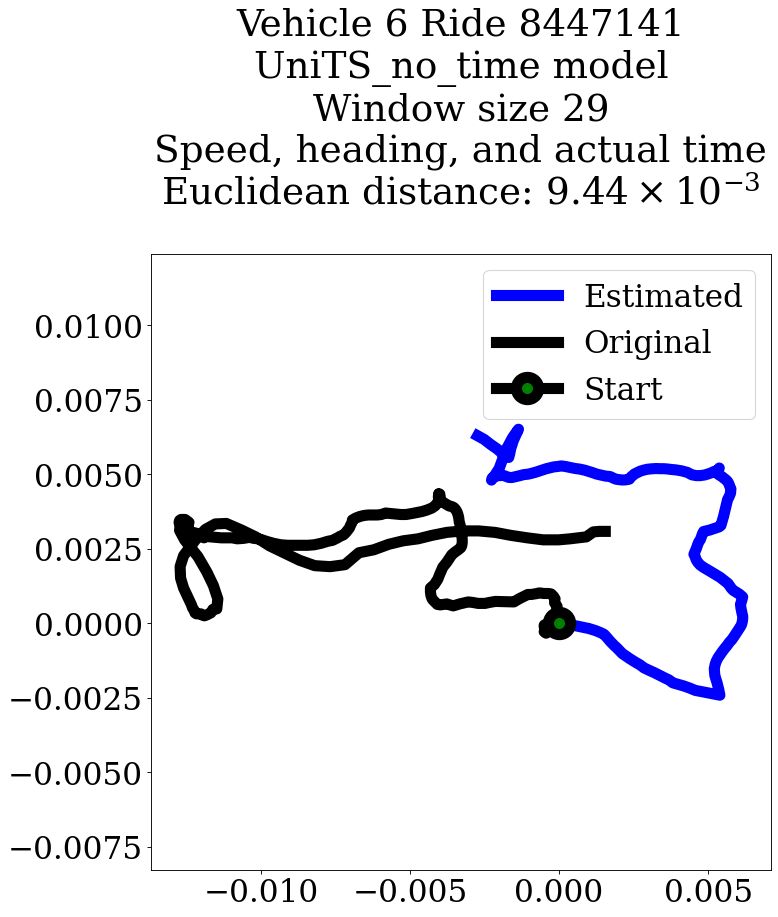 Vehicle 6 Ride 8447141
UniTS_no_time model
Window size 29
Speed, heading, and actual time
Euclidean distance: 9.44 × 10⁻³
Estimated
Original
Start
0.0100
0.0075
0.0050
0.0025
0.0000
−0.0025
−0.0050
−0.0075
−0.010
−0.005
0.000
0.005